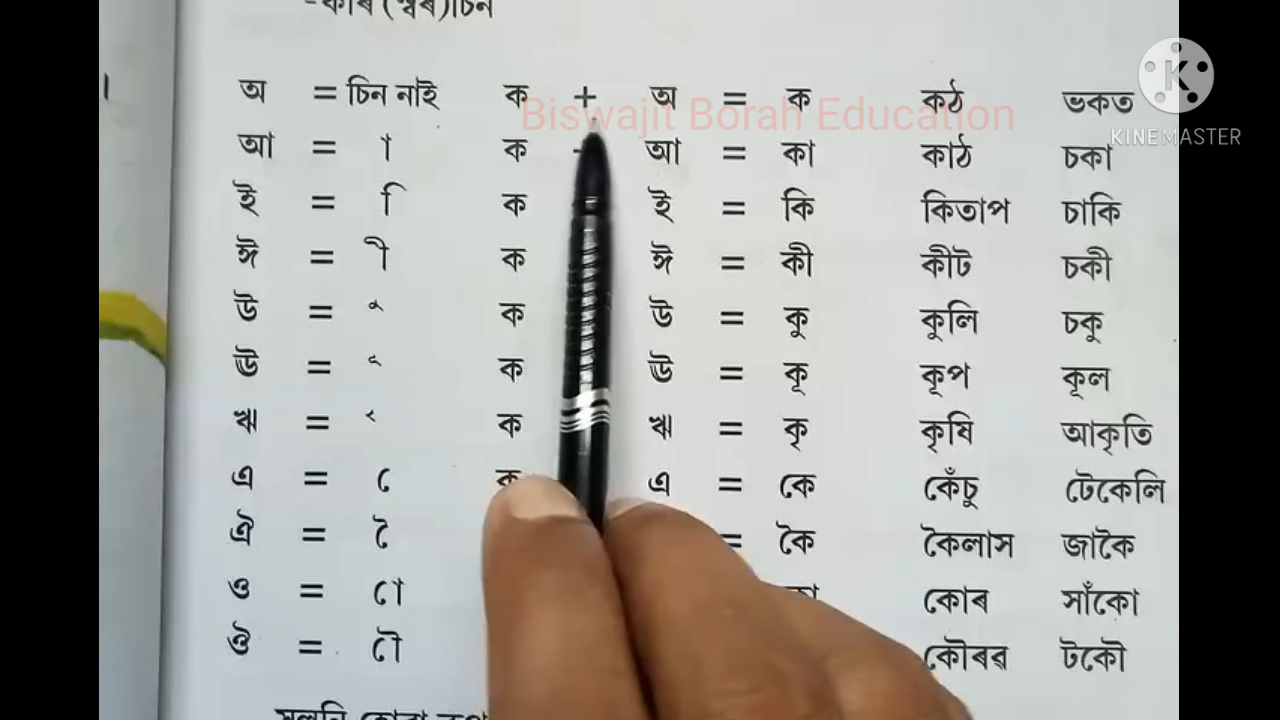 -কাৰ (স্বৰ)চিন
অ = চিন নাই ক + অ = ক কঠ ভকত
Biswajit Borah Education
KINEMASTER
আ = া ক আ = কা কাঠ চকা
ই = ি ক ই = কি কিতাপ চাকি
ঈ = ী ক ঈ = কী কীট চকী
উ = ু ক উ = কু কুলি চকু
ঊ = ূ ক ঊ = কূ কূপ কূল
ঋ = ৃ ক ঋ = কৃ কৃষি আকৃতি
এ = ে ক এ = কে কেঁচু টেকেলি
ঐ = ৈ = কৈ কৈলাস জাকৈ
ও = ো কোৰ সাঁকো
ঔ = ৌ কৌৰৱ টকৌ